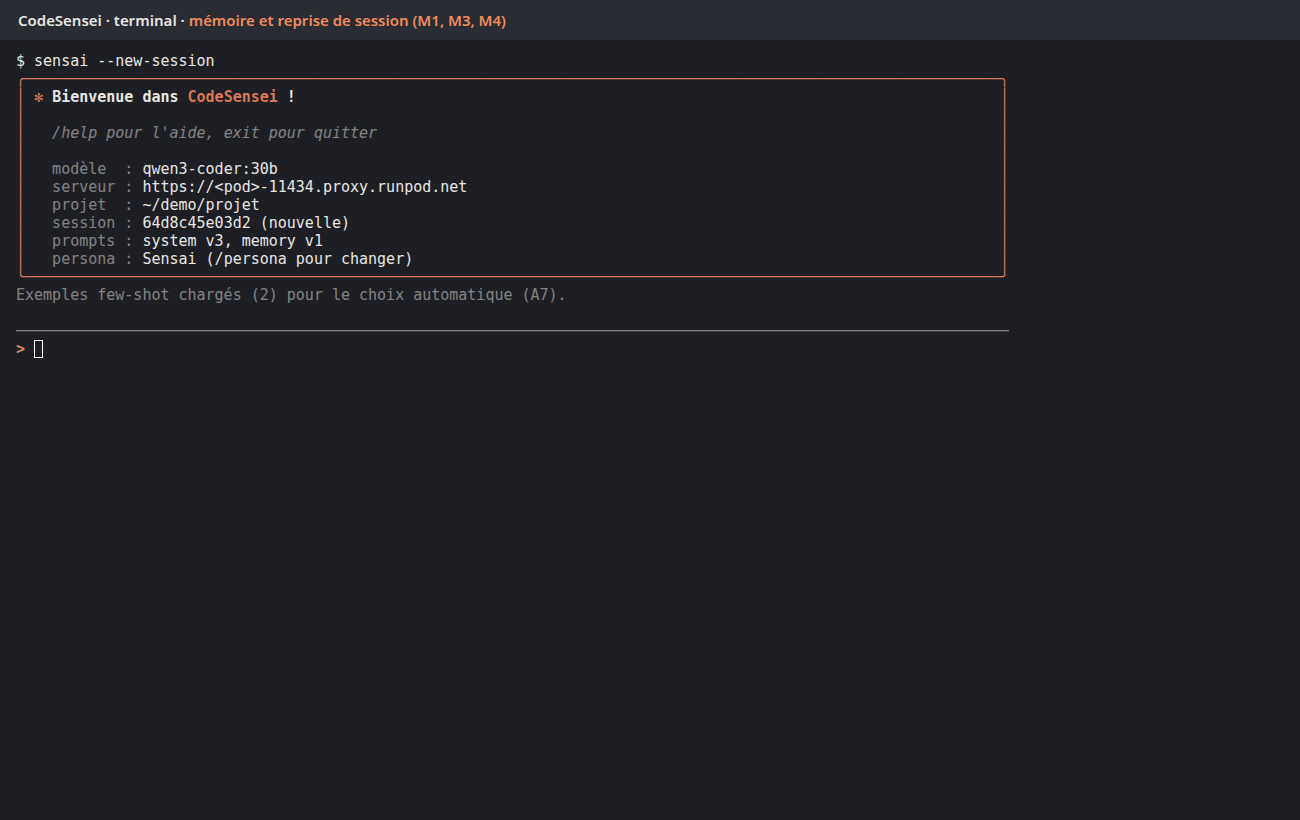 CodeSensei · terminal · mémoire et reprise de session (M1, M3, M4)
$ sensai --new-session
✻ Bienvenue dans CodeSensei !
/help pour l'aide, exit pour quitter
modèle  : qwen3-coder:30b
serveur : https://<pod>-11434.proxy.runpod.net
projet  : ~/demo/projet
session : 64d8c45e03d2 (nouvelle)
prompts : system v3, memory v1
persona : Sensai (/persona pour changer)
Exemples few-shot chargés (2) pour le choix automatique (A7).
>